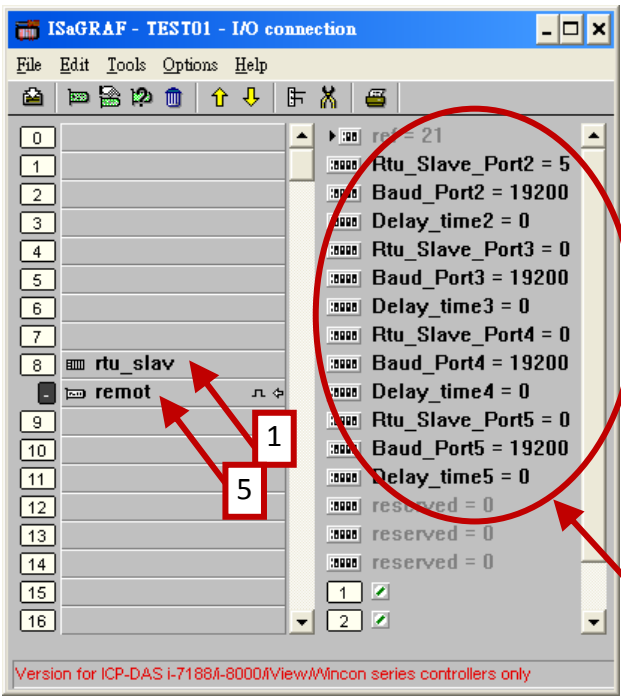 ISaGRAF - TEST01 - I/O connection
File Edit Tools Options Help
0
1
2
3
4
5
6
7
8 rtu_slav
- remot
9
10
11
12
13
14
15
16
1
5
ref = 21
Rtu_Slave_Port2 = 5
Baud_Port2 = 19200
Delay_time2 = 0
Rtu_Slave_Port3 = 0
Baud_Port3 = 19200
Delay_time3 = 0
Rtu_Slave_Port4 = 0
Baud_Port4 = 19200
Delay_time4 = 0
Rtu_Slave_Port5 = 0
Baud_Port5 = 19200
Delay_time5 = 0
reserved = 0
reserved = 0
reserved = 0
1
2
Version for ICP-DAS i-7188/i-8000/iView/Wincon series controllers only